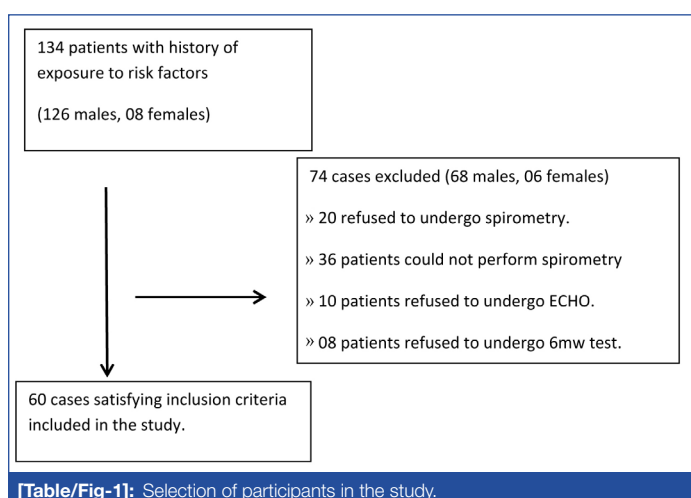 134 patients with history of
exposure to risk factors
(126 males, 08 females)
74 cases excluded (68 males, 06 females)
» 20 refused to undergo spirometry.
» 36 patients could not perform spirometry
» 10 patients refused to undergo ECHO.
» 08 patients refused to undergo 6mw test.
60 cases satisfying inclusion criteria
included in the study.
[Table/Fig-1]: Selection of participants in the study.